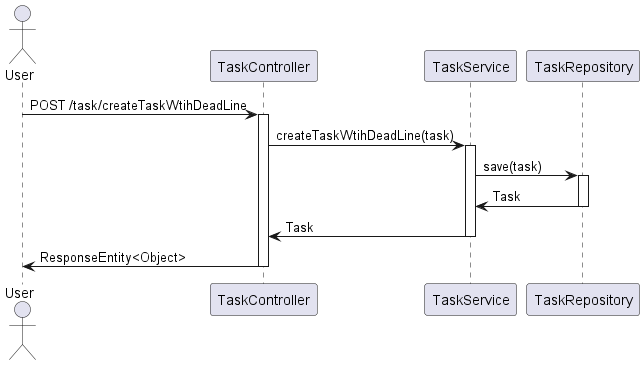 User
TaskController
TaskService
TaskRepository
POST /task/createTaskWtihDeadLine
createTaskWtihDeadLine(task)
save(task)
Task
Task
ResponseEntity<Object>
User
TaskController
TaskService
TaskRepository